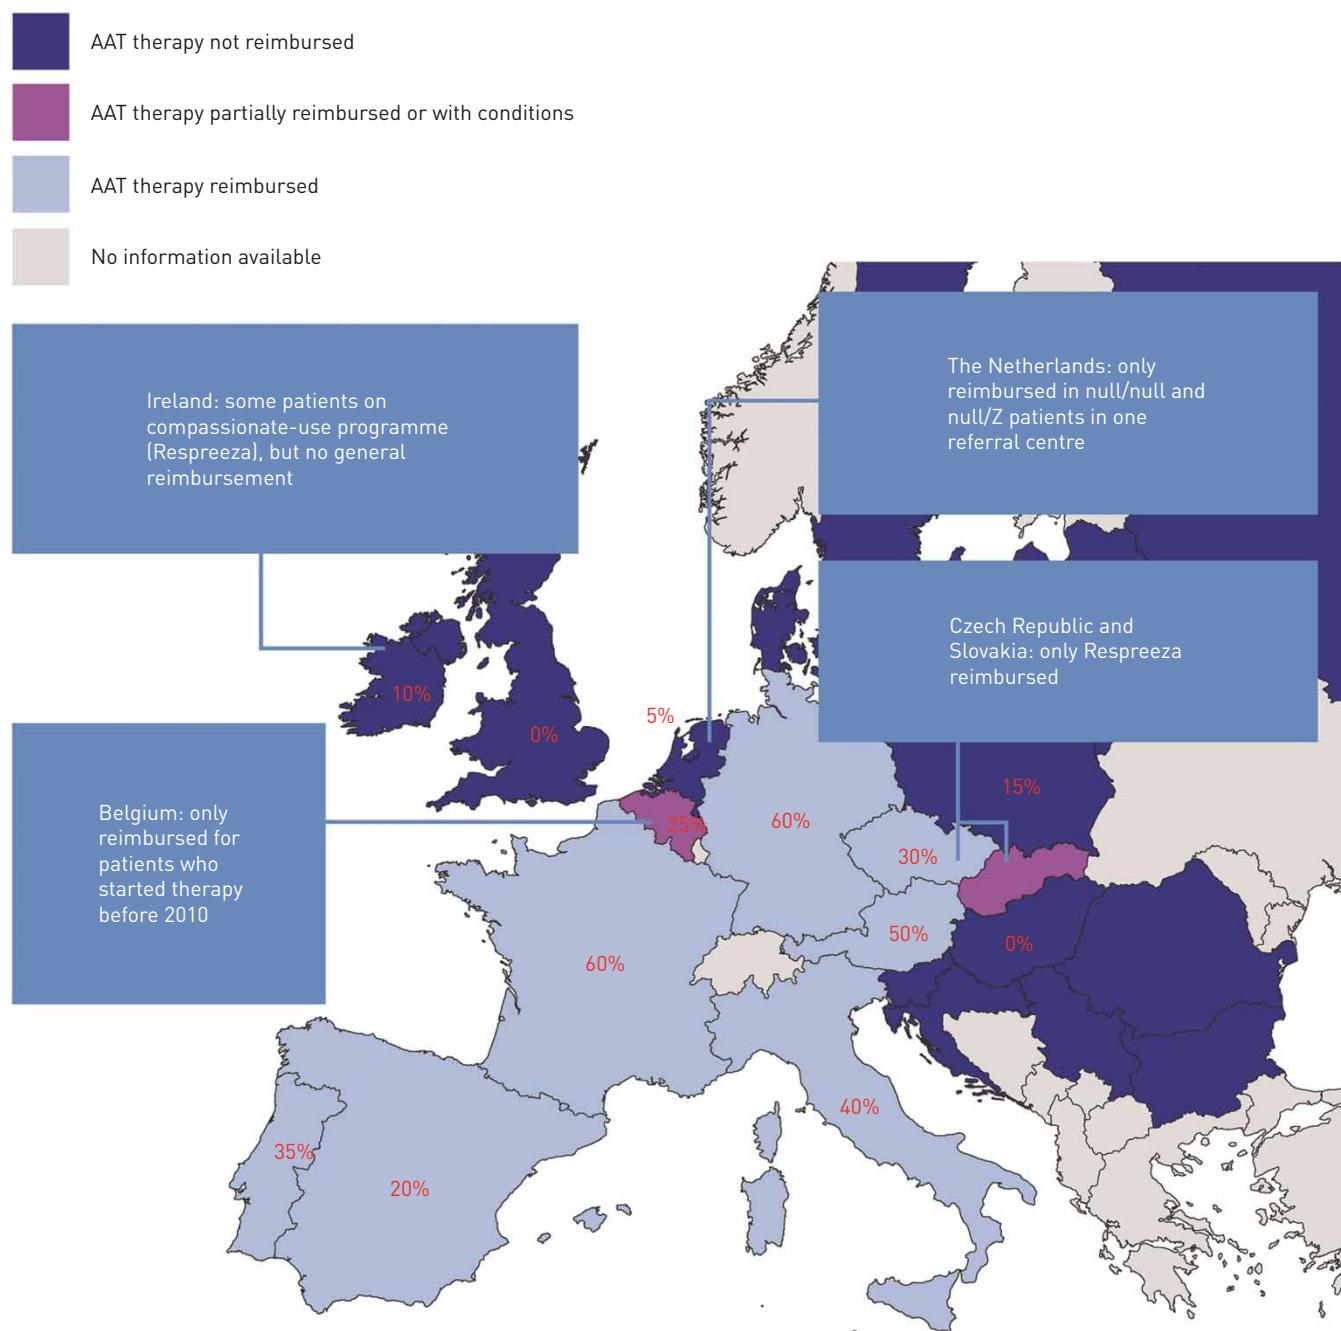 AAT therapy not reimbursed
AAT therapy partially reimbursed or with conditions
AAT therapy reimbursed
No information available
Ireland: some patients on
compassionate-use programme
(Respreeza), but no general
reimbursement
The Netherlands: only
reimbursed in null/null and
null/Z patients in one
referral centre
Czech Republic and
Slovakia: only Respreeza
reimbursed
Belgium: only
reimbursed for
patients who
started therapy
before 2010
10%
0%
5%
25%
60%
15%
30%
50%
0%
60%
40%
35%
20%